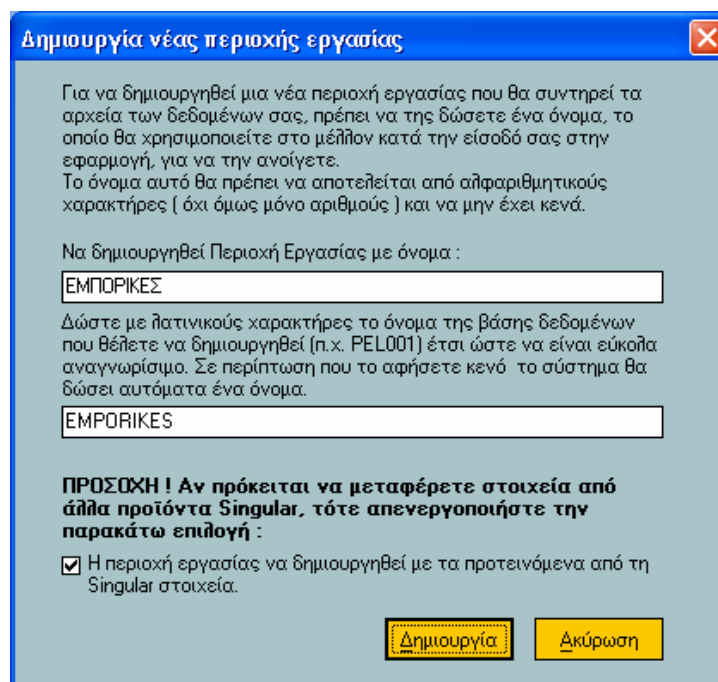 Δημιουργία νέας περιοχής εργασίας
Για να δημιουργηθεί μια νέα περιοχή εργασίας που θα συντηρεί τα
αρχεία των δεδομένων σας, πρέπει να της δώσετε ένα όνομα, το
οποίο θα χρησιμοποιείτε στο μέλλον κατά την είσοδό σας στην
εφαρμογή, για να την ανοίγετε.
Το όνομα αυτό θα πρέπει να αποτελείται από αλφαριθμητικούς
χαρακτήρες ( όχι όμως μόνο αριθμούς ) και να μην έχει κενά.
Να δημιουργηθεί Περιοχή Εργασίας με όνομα :
ΕΜΠΟΡΙΚΕΣ
Δώστε με λατινικούς χαρακτήρες το όνομα της βάσης δεδομένων
που θέλετε να δημιουργηθεί (π.χ. PEL001) έτσι ώστε να είναι εύκολα
αναγνωρίσιμο. Σε περίπτωση που το αφήσετε κενό  το σύστημα θα
δώσει αυτόματα ένα όνομα.
EMPORIKES
ΠΡΟΣΟΧΗ ! Αν πρόκειται να μεταφέρετε στοιχεία από
άλλα προϊόντα Singular, τότε απενεργοποιήστε την
παρακάτω επιλογή :
Η περιοχή εργασίας να δημιουργηθεί με τα προτεινόμενα από τη
Singular στοιχεία.
Δημιουργία Ακύρωση